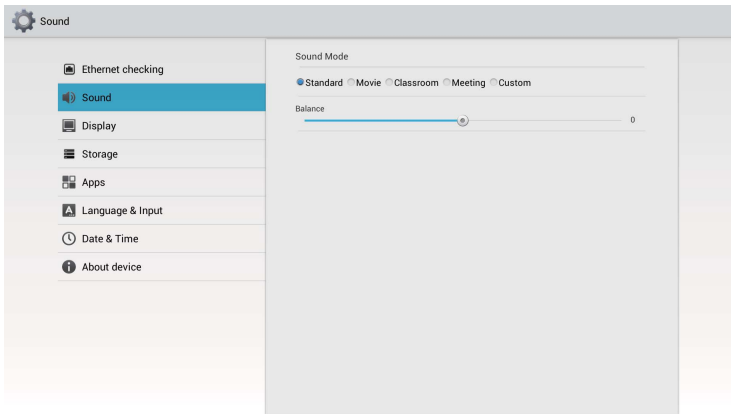 Sound
Ethernet checking
Sound
Display
Storage
Apps
Language & Input
Date & Time
About device
Sound Mode
Standard Movie Classroom Meeting Custom
Balance
0